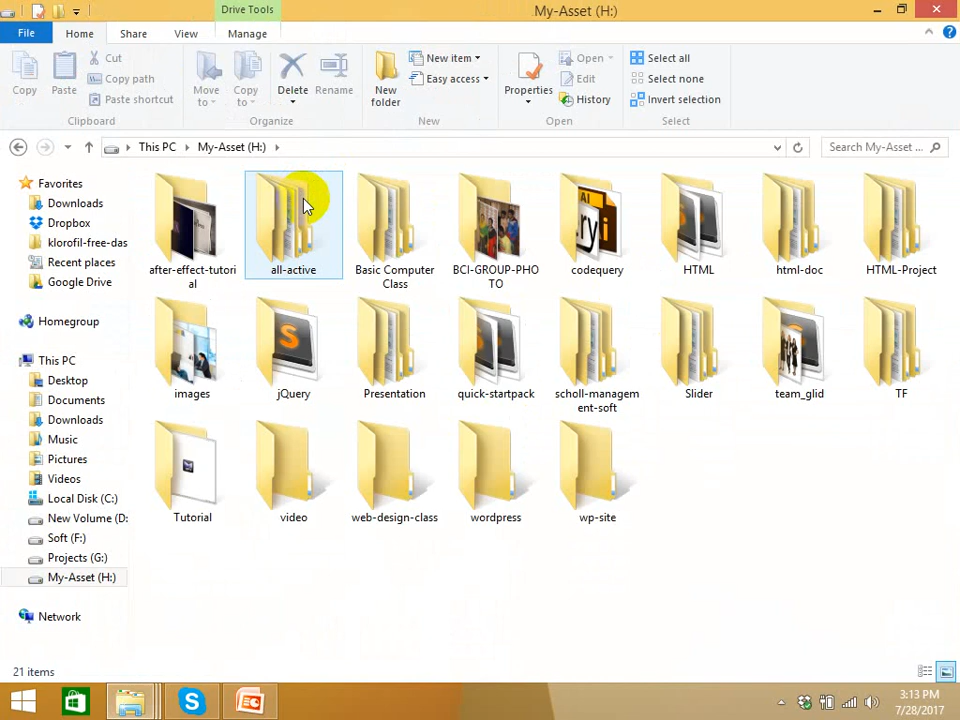 Drive Tools
My-Asset (H:)
File
Home
Share
View
Manage
Copy
Paste
Cut
Copy path
Paste shortcut
Clipboard
Move to
Copy to
Delete
Rename
Organize
New folder
New item
Easy access
New
Properties
Open
Edit
History
Open
Select all
Select none
Invert selection
Select
This PC
My-Asset (H:)
Search My-Asset ...
Favorites
Downloads
Dropbox
klorofil-free-das
Recent places
Google Drive
Homegroup
This PC
Desktop
Documents
Downloads
Music
Pictures
Videos
Local Disk (C:)
New Volume (D:
Soft (F:)
Projects (G:)
My-Asset (H:)
Network
after-effect-tutori
al
all-active
Basic Computer
Class
BCI-GROUP-PHO
TO
codequery
HTML
html-doc
HTML-Project
images
jQuery
Presentation
quick-startpack
scholl-managem
ent-soft
Slider
team_glid
TF
Tutorial
video
web-design-class
wordpress
wp-site
21 items
3:13 PM
7/28/2017